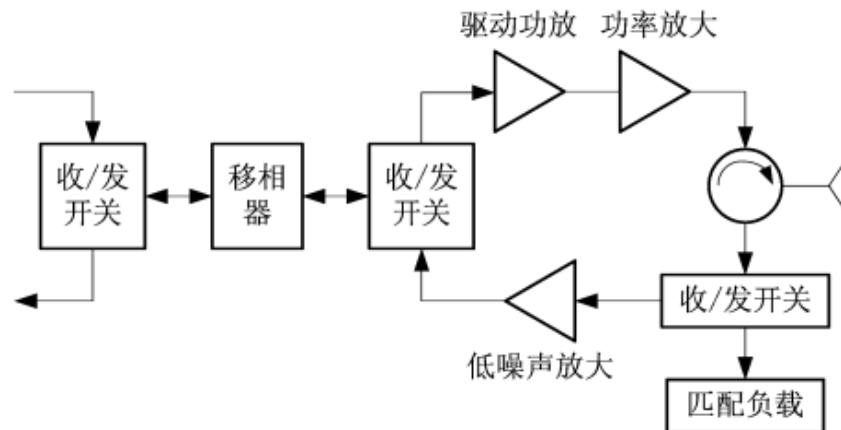 驱动功放 功率放大
收/发
开关
移相
器
收/发
开关
收/发开关
低噪声放大
匹配负载